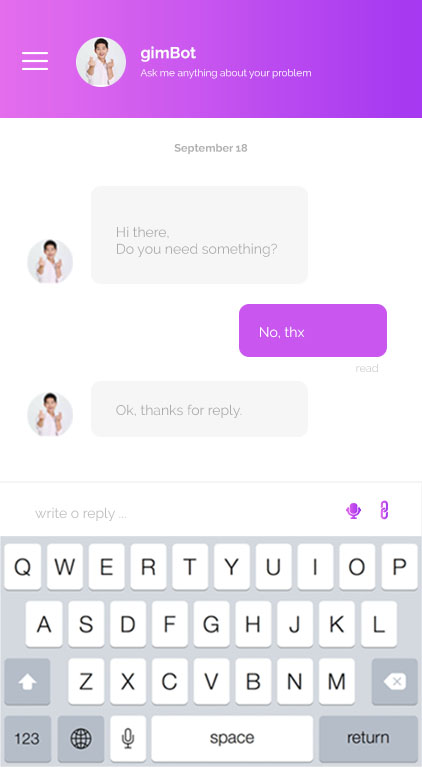 gimBot
Ask me anything about your problem
September 18
Hi there,
Do you need something?
No, thx
read
Ok, thanks for reply.
write o reply ...
Q W E R T Y U I O P
A S D F G H J K L
Z X C V B N M
123 space return